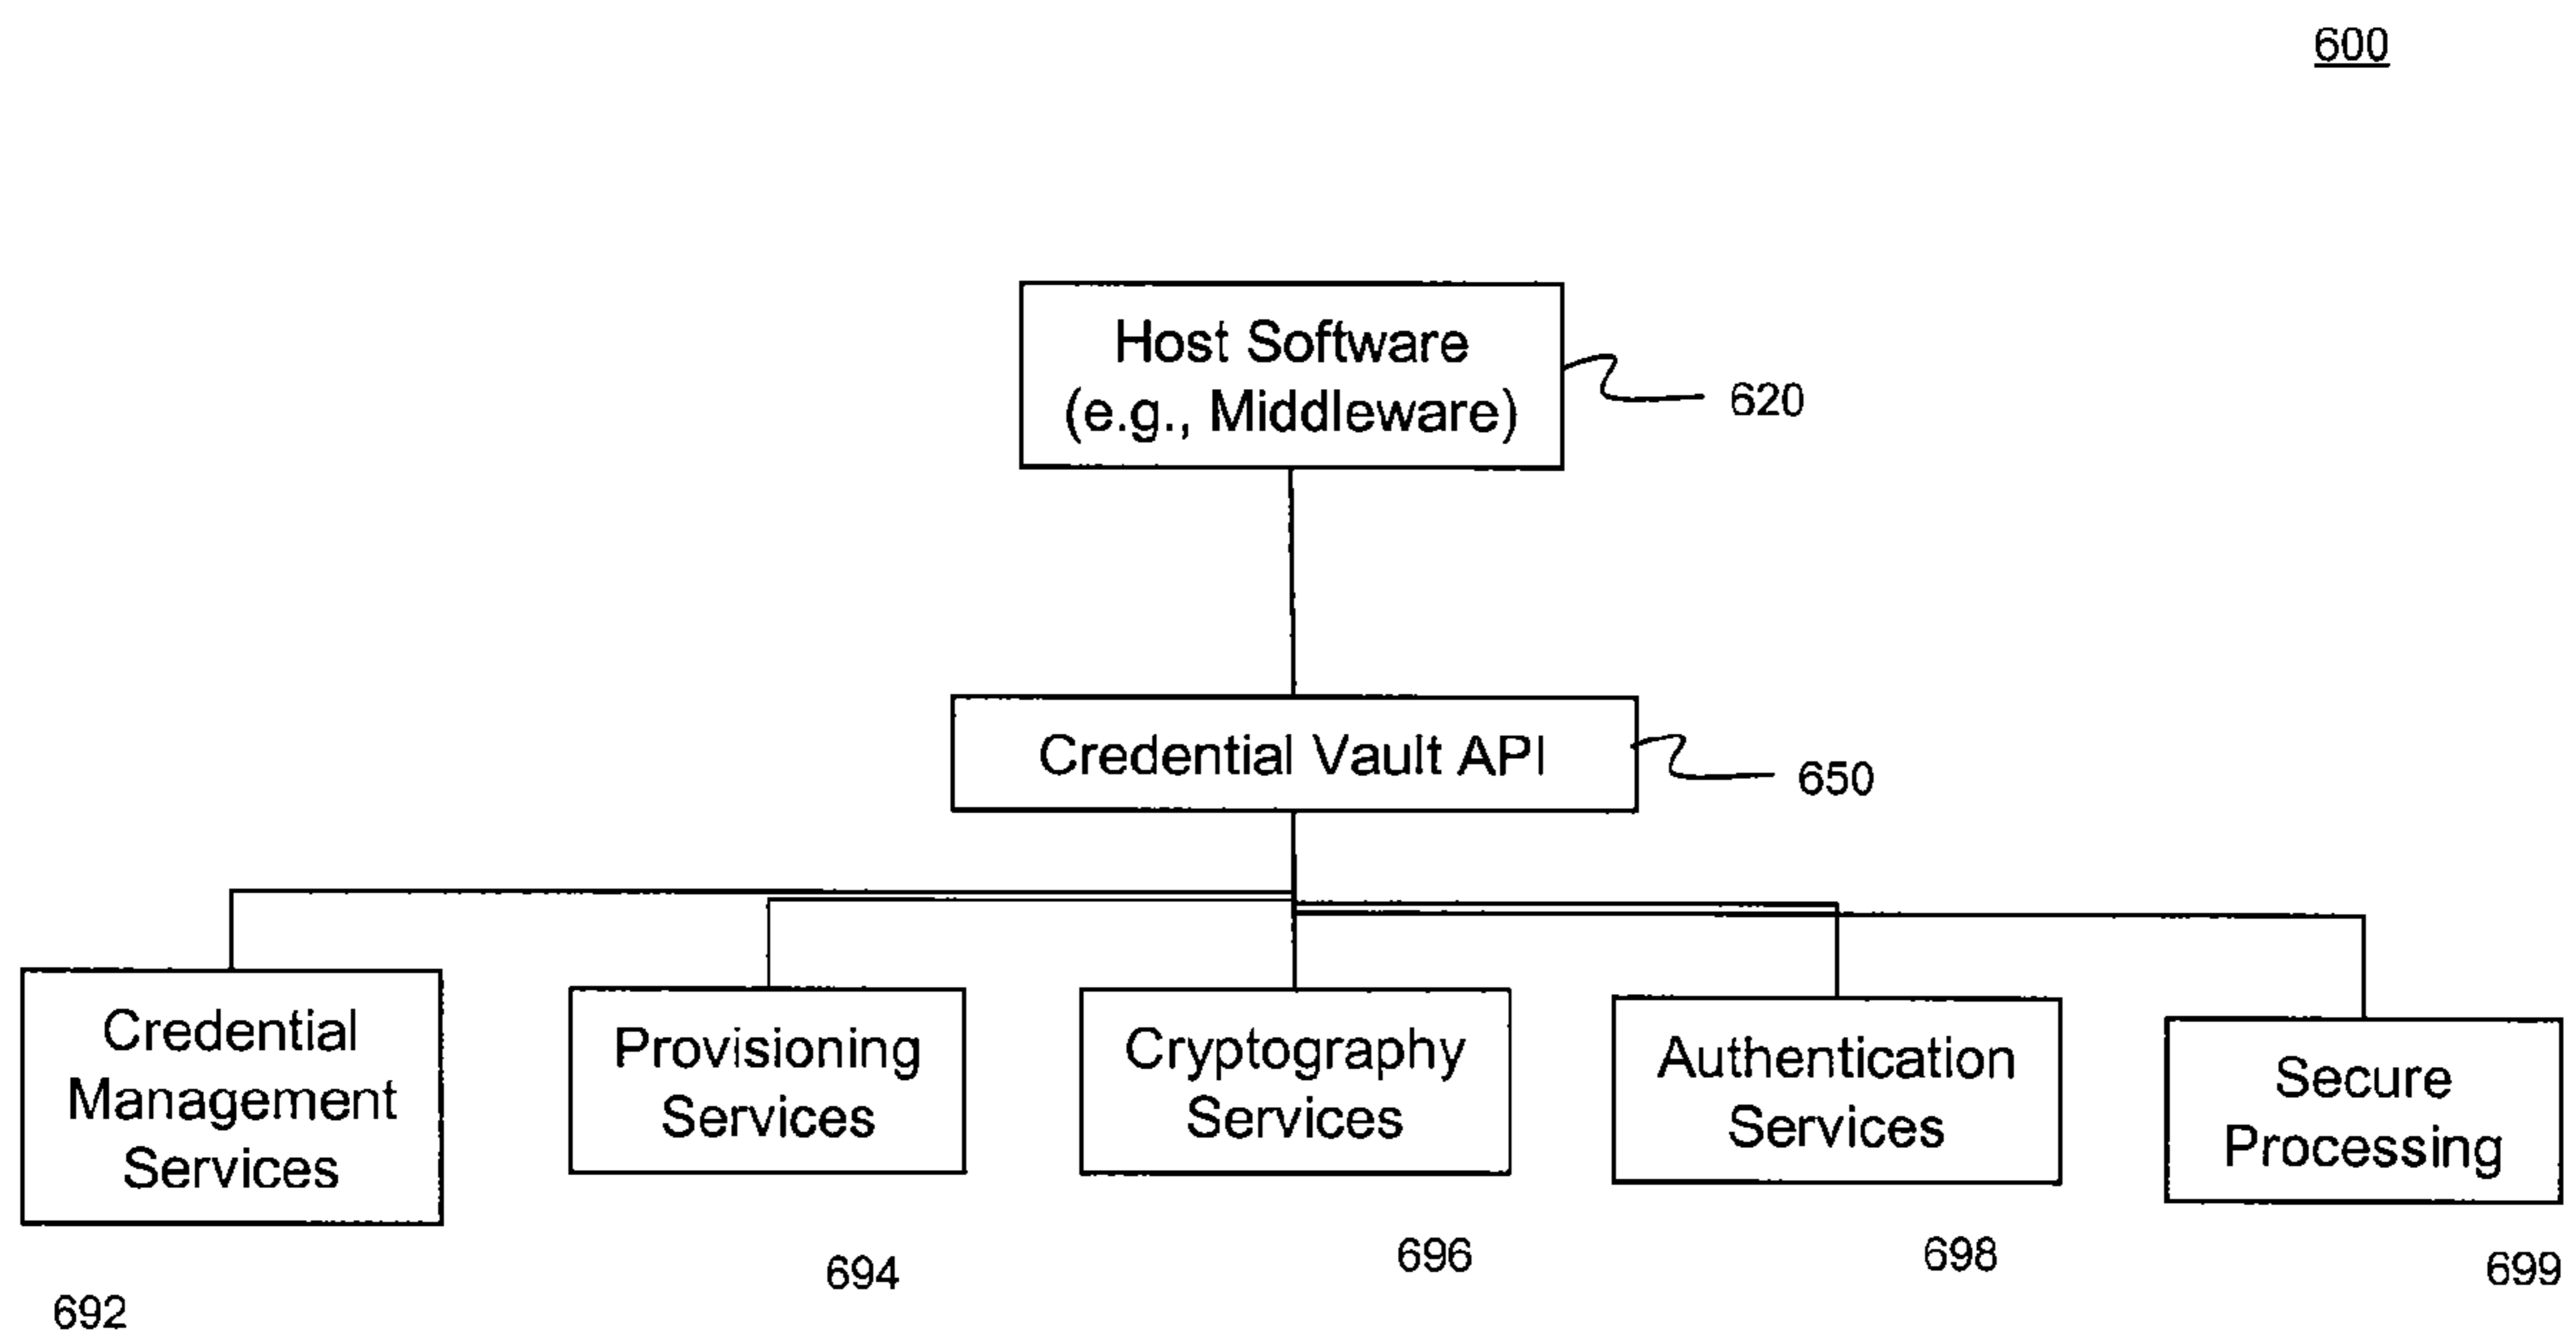 600
Host Software
(e.g., Middleware)
620
Credential Vault API
650
Credential
Management
Services
692
Provisioning
Services
694
Cryptography
Services
696
Authentication
Services
698
Secure
Processing
699